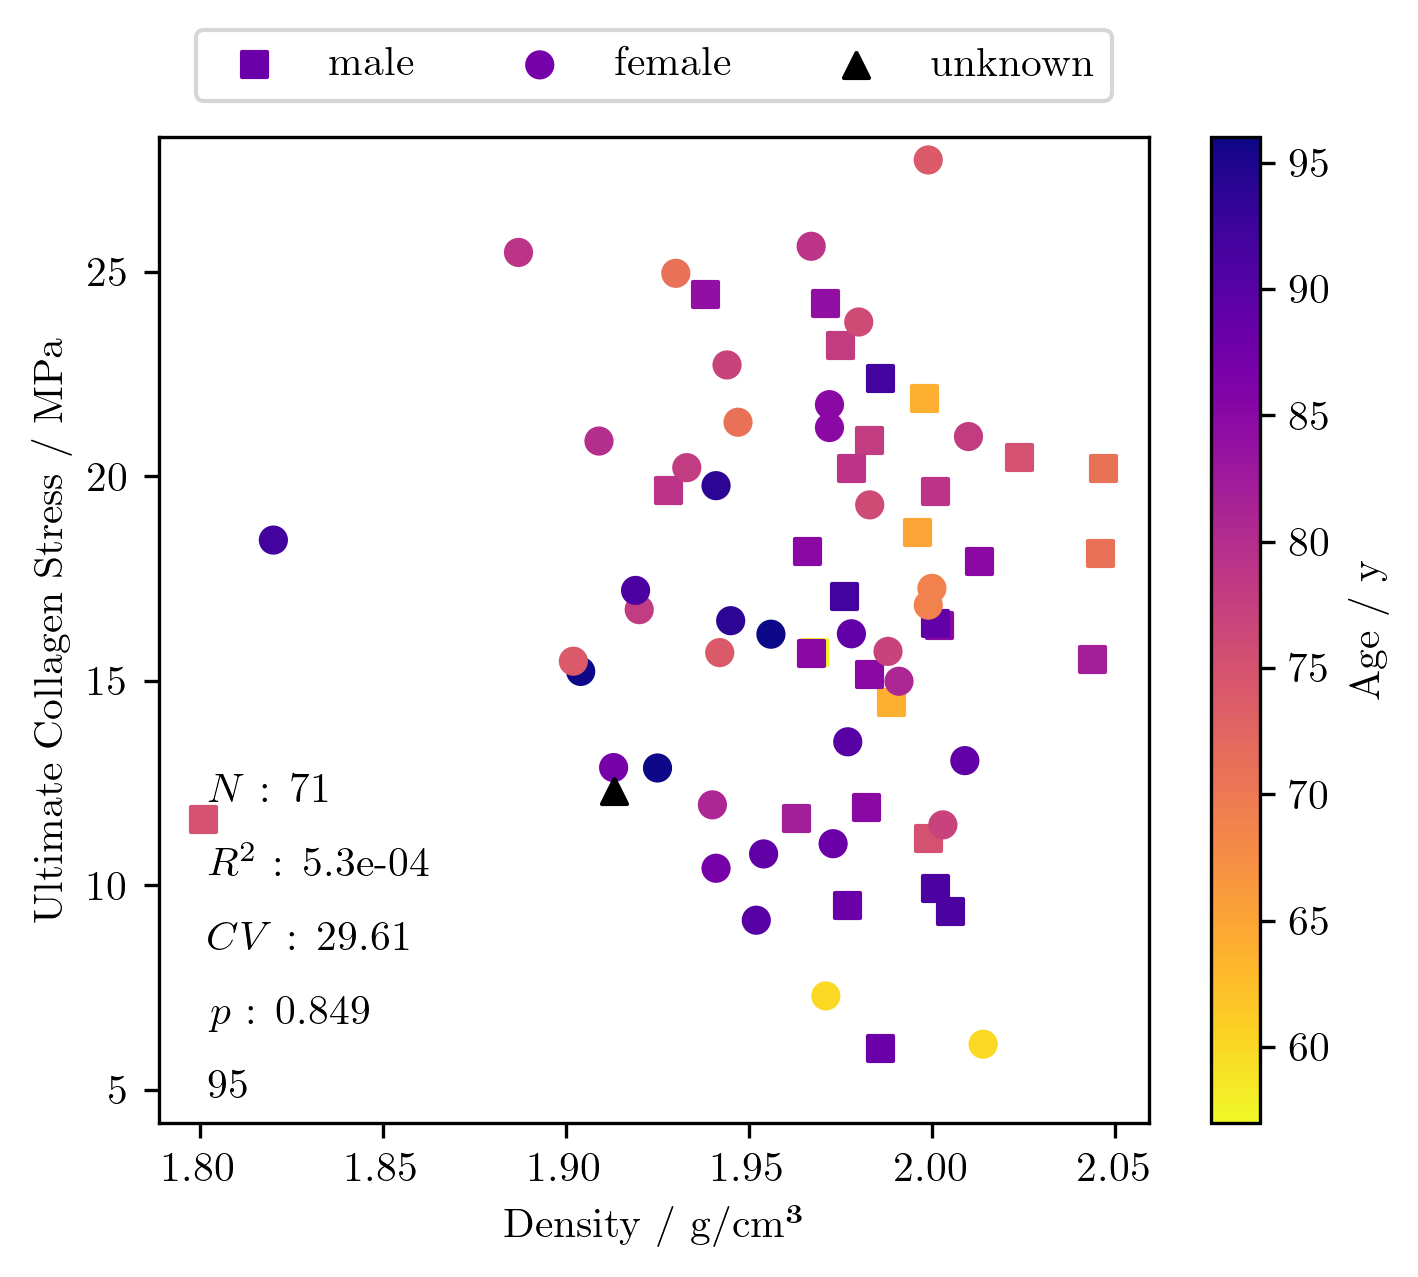 male female unknown
25
20
15
10
5
Ultimate Collagen Stress / MPa
N : 71
R² : 5.3e-04
CV : 29.61
p : 0.849
95
1.80 1.85 1.90 1.95 2.00 2.05
Density / g/cm³
95
90
85
80
75
70
65
60
Age / y